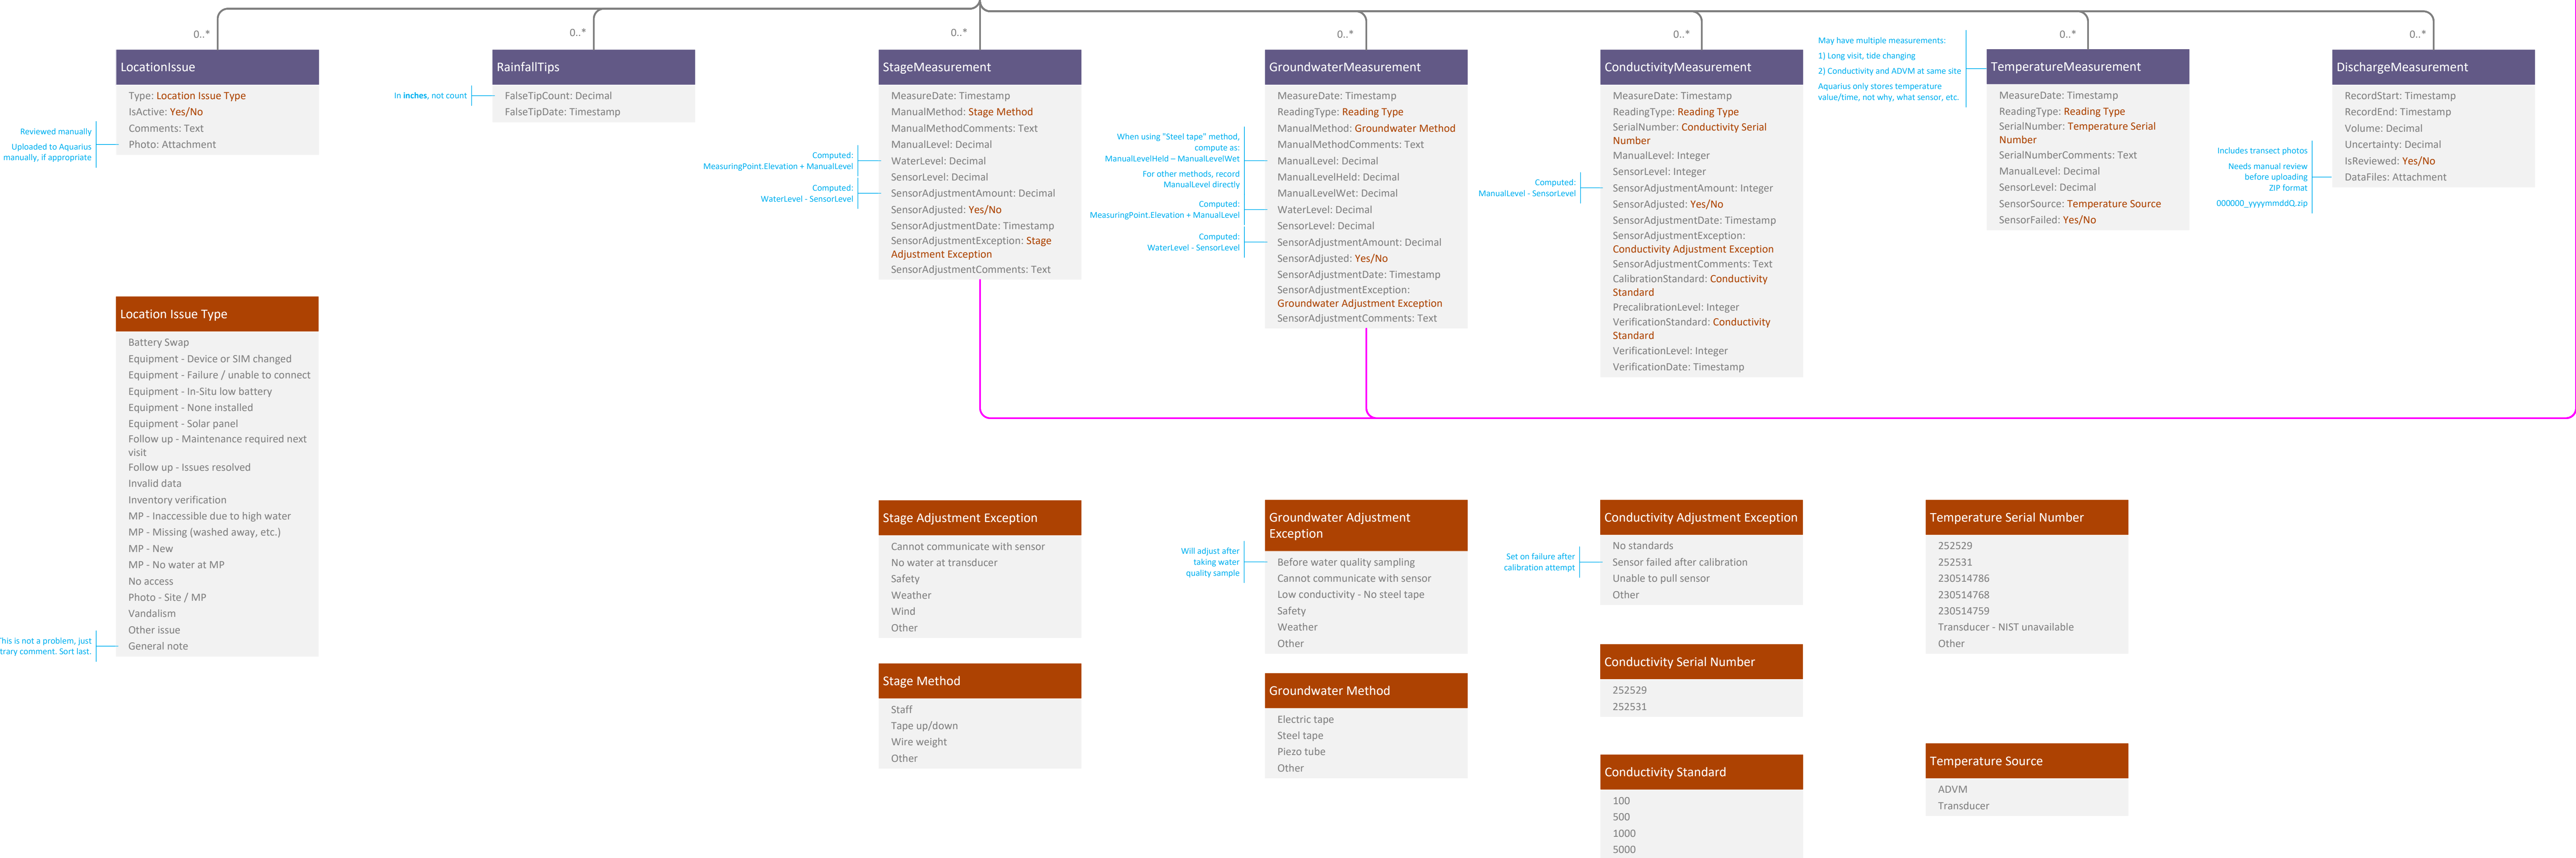 0..*
LocationIssue
Type: Location Issue Type
IsActive: Yes/No
Comments: Text
Photo: Attachment
Reviewed manually
Uploaded to Aquarius
manually, if appropriate
0..*
RainfallTips
FalseTipCount: Decimal
FalseTipDate: Timestamp
In inches, not count
0..*
StageMeasurement
MeasureDate: Timestamp
ManualMethod: Stage Method
ManualMethodComments: Text
ManualLevel: Decimal
WaterLevel: Decimal
SensorLevel: Decimal
SensorAdjustmentAmount: Decimal
SensorAdjusted: Yes/No
SensorAdjustmentDate: Timestamp
SensorAdjustmentException: Stage
Adjustment Exception
SensorAdjustmentComments: Text
Computed:
MeasuringPoint.Elevation + ManualLevel
Computed:
WaterLevel - SensorLevel
0..*
GroundwaterMeasurement
MeasureDate: Timestamp
ReadingType: Reading Type
ManualMethod: Groundwater Method
ManualMethodComments: Text
ManualLevel: Decimal
ManualLevelHeld: Decimal
ManualLevelWet: Decimal
WaterLevel: Decimal
SensorLevel: Decimal
SensorAdjustmentAmount: Decimal
SensorAdjusted: Yes/No
SensorAdjustmentDate: Timestamp
SensorAdjustmentException:
Groundwater Adjustment Exception
SensorAdjustmentComments: Text
When using "Steel tape" method,
compute as:
ManualLevelHeld – ManualLevelWet
For other methods, record
ManualLevel directly
Computed:
MeasuringPoint.Elevation + ManualLevel
Computed:
WaterLevel - SensorLevel
0..*
ConductivityMeasurement
MeasureDate: Timestamp
ReadingType: Reading Type
SerialNumber: Conductivity Serial
Number
ManualLevel: Integer
SensorLevel: Integer
SensorAdjustmentAmount: Integer
SensorAdjusted: Yes/No
SensorAdjustmentDate: Timestamp
SensorAdjustmentException:
Conductivity Adjustment Exception
SensorAdjustmentComments: Text
CalibrationStandard: Conductivity
Standard
PrecalibrationLevel: Integer
VerificationStandard: Conductivity
Standard
VerificationLevel: Integer
VerificationDate: Timestamp
Computed:
ManualLevel - SensorLevel
0..*
TemperatureMeasurement
MeasureDate: Timestamp
ReadingType: Reading Type
SerialNumber: Temperature Serial
Number
SerialNumberComments: Text
ManualLevel: Decimal
SensorLevel: Decimal
SensorSource: Temperature Source
SensorFailed: Yes/No
May have multiple measurements:
1) Long visit, tide changing
2) Conductivity and ADVM at same site
Aquarius only stores temperature
value/time, not why, what sensor, etc.
0..*
DischargeMeasurement
RecordStart: Timestamp
RecordEnd: Timestamp
Volume: Decimal
Uncertainty: Decimal
IsReviewed: Yes/No
DataFiles: Attachment
Includes transect photos
Needs manual review
before uploading
ZIP format
000000_yyyymmddQ.zip
Location Issue Type
Battery Swap
Equipment - Device or SIM changed
Equipment - Failure / unable to connect
Equipment - In-Situ low battery
Equipment - None installed
Equipment - Solar panel
Follow up - Maintenance required next
visit
Follow up - Issues resolved
Invalid data
Inventory verification
MP - Inaccessible due to high water
MP - Missing (washed away, etc.)
MP - New
MP - No water at MP
No access
Photo - Site / MP
Vandalism
Other issue
General note
This is not a problem, just
trary comment. Sort last.
Stage Adjustment Exception
Cannot communicate with sensor
No water at transducer
Safety
Weather
Wind
Other
Stage Method
Staff
Tape up/down
Wire weight
Other
Groundwater Adjustment
Exception
Before water quality sampling
Cannot communicate with sensor
Low conductivity - No steel tape
Safety
Weather
Other
Will adjust after
taking water
quality sample
Groundwater Method
Electric tape
Steel tape
Piezo tube
Other
Conductivity Adjustment Exception
No standards
Sensor failed after calibration
Unable to pull sensor
Other
Set on failure after
calibration attempt
Conductivity Serial Number
252529
252531
Conductivity Standard
100
500
1000
5000
Temperature Serial Number
252529
252531
230514786
230514768
230514759
Transducer - NIST unavailable
Other
Temperature Source
ADVM
Transducer